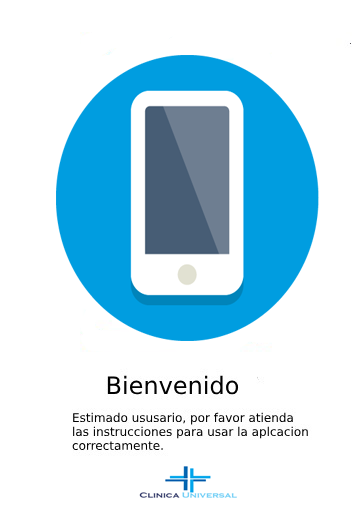 Bienvenido
Estimado ususario, por favor atienda
las instrucciones para usar la aplcacion
correctamente.
CLINICA UNIVERSAL